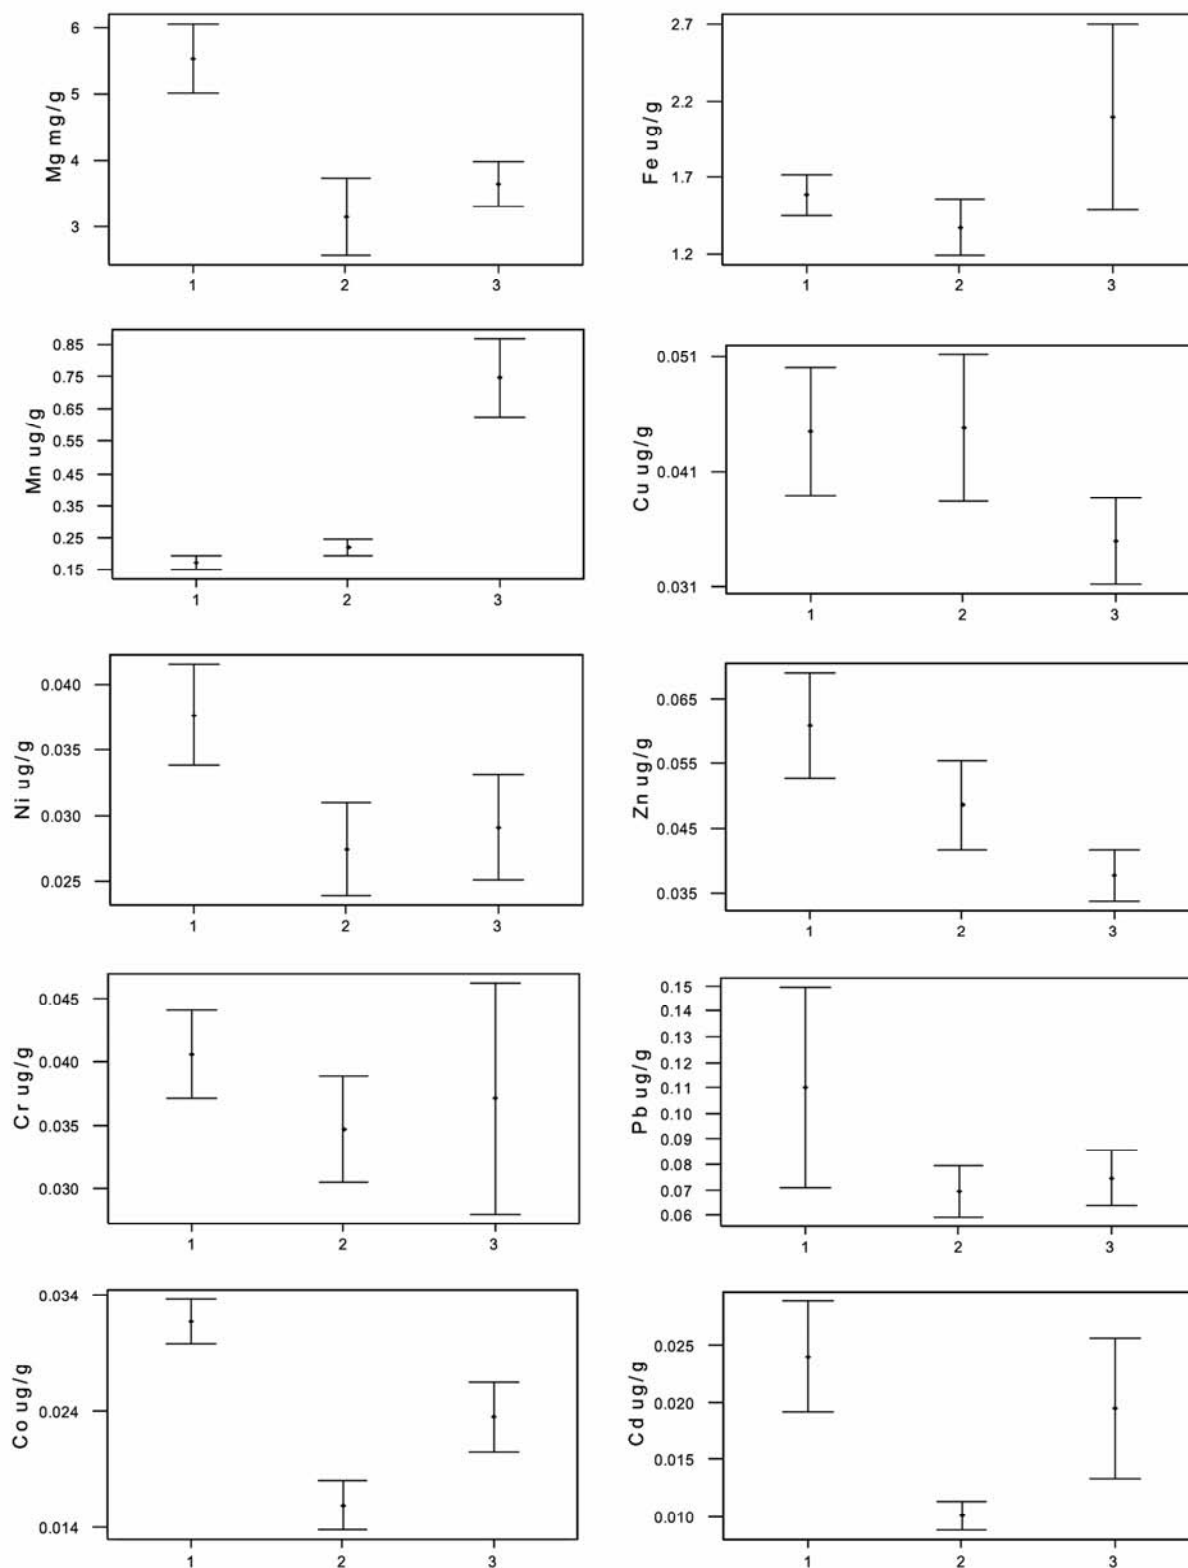 Mg mg/g
6
5
4
3
1 2 3
Fe ug/g
2.7
2.2
1.7
1.2
1 2 3
Mn ug/g
0.85
0.75
0.65
0.55
0.45
0.35
0.25
0.15
1 2 3
Cu ug/g
0.051
0.041
0.031
1 2 3
Ni ug/g
0.040
0.035
0.030
0.025
1 2 3
Zn ug/g
0.065
0.055
0.045
0.035
1 2 3
Cr ug/g
0.045
0.040
0.035
0.030
1 2 3
Pb ug/g
0.15
0.14
0.13
0.12
0.11
0.10
0.09
0.08
0.07
0.06
1 2 3
Co ug/g
0.034
0.024
0.014
1 2 3
Cd ug/g
0.025
0.020
0.015
0.010
1 2 3